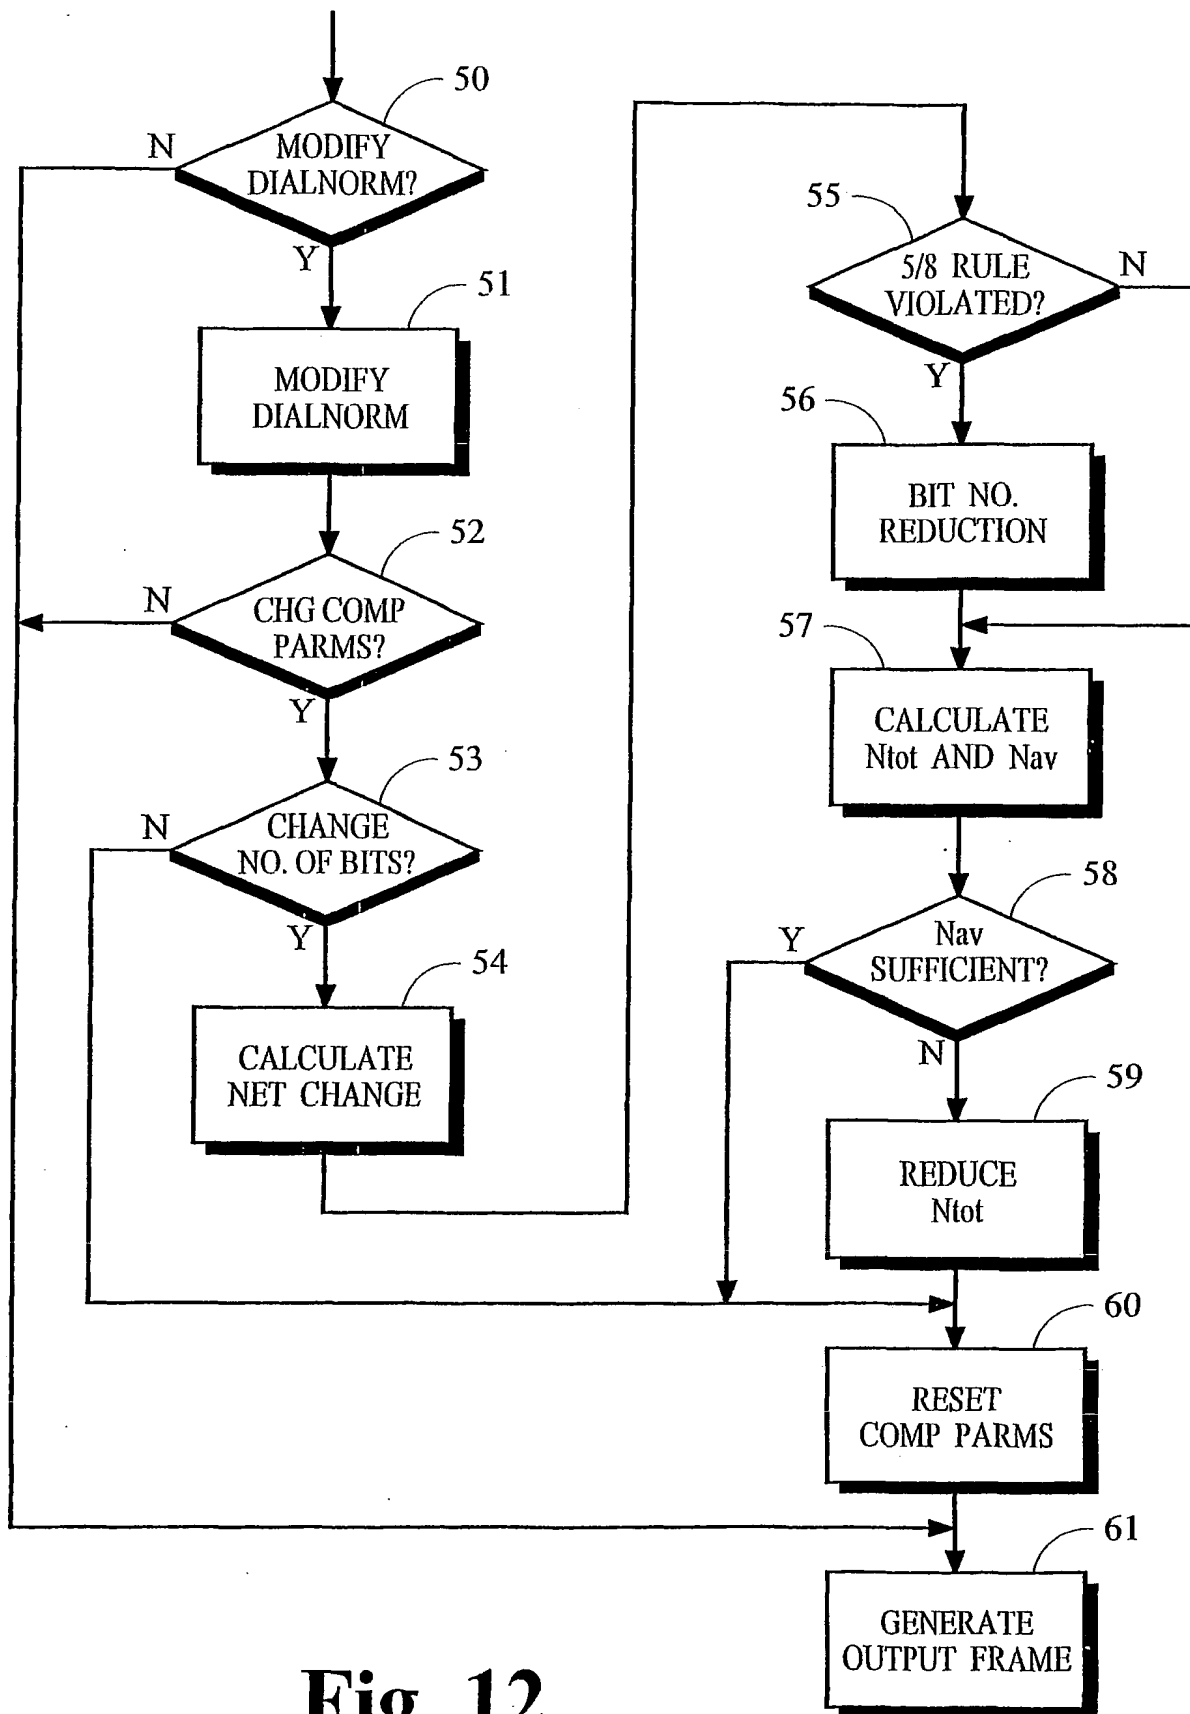 50
N
MODIFY
DIALNORM?
Y
51
MODIFY
DIALNORM
52
N
CHG COMP
PARMS?
Y
53
N
CHANGE
NO. OF BITS?
Y
54
CALCULATE
NET CHANGE
55
5/8 RULE
VIOLATED?
N
Y
56
BIT NO.
REDUCTION
57
CALCULATE
Ntot AND Nav
58
Y
Nav
SUFFICIENT?
N
59
REDUCE
Ntot
60
RESET
COMP PARMS
61
GENERATE
OUTPUT FRAME
Fig. 12